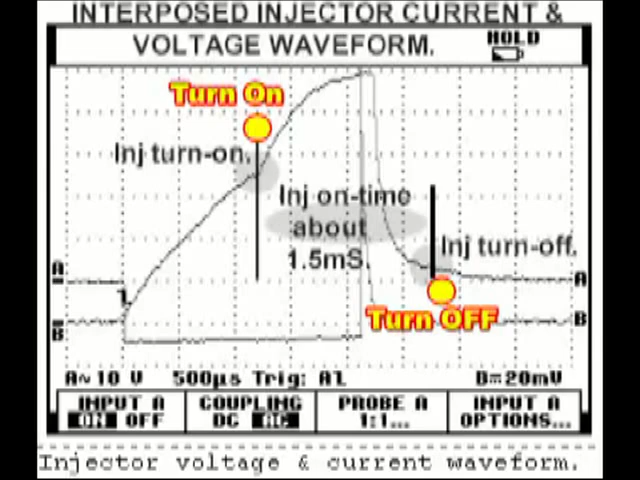 INTERPOSED INJECTOR CURRENT &
VOLTAGE WAVEFORM.
HOLD
Turn On
Inj turn-on.
Inj on-time
about
1.5mS.
Inj turn-off.
Turn OFF
A
A
B
B
A~10 V 500µs Trig: A↿ B=20mV
INPUT A COUPLING PROBE A INPUT A
ON OFF DC AC 1:1... OPTIONS...
Injector voltage & current waveform.